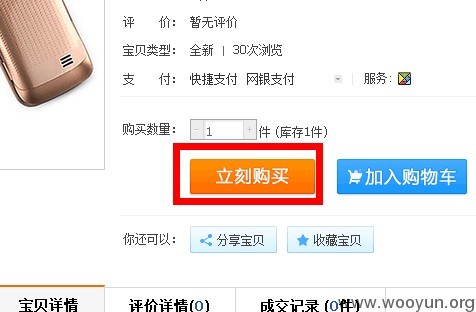 评 价: 暂无评价
宝贝类型: 全新 | 30次浏览
支 付: 快捷支付 网银支付 服务:
购买数量: - 1 + 件 (库存1件)
立刻购买 加入购物车
你还可以: 分享宝贝 收藏宝贝
宝贝详情 评价详情(0) 成交记录 (0件)
www.wooyun.org